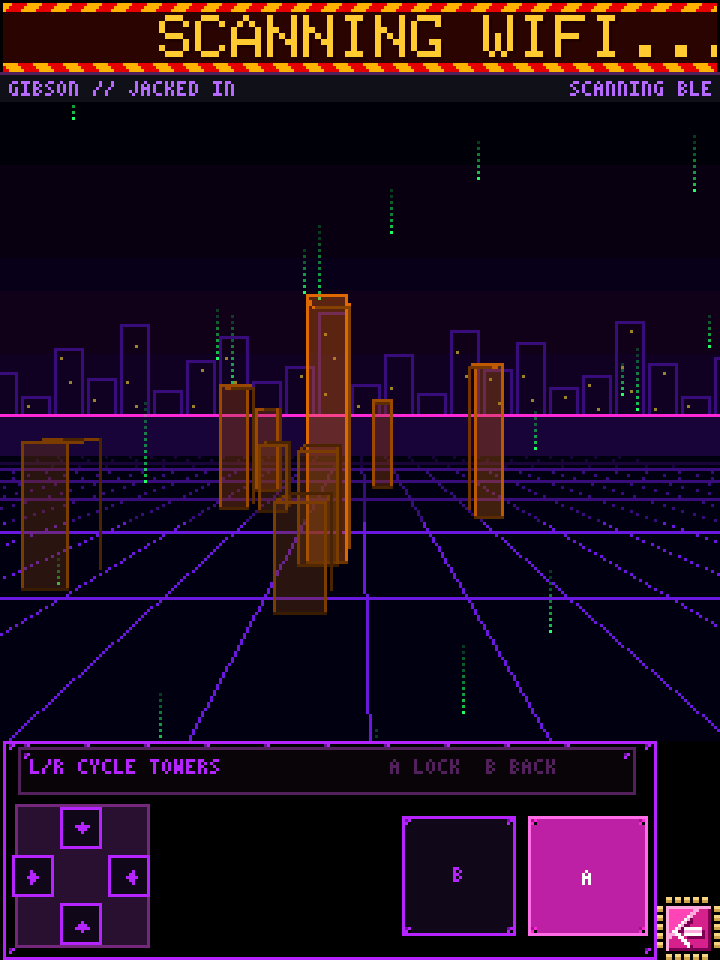 SCANNING WIFI...
GIBSON // JACKED IN
SCANNING BLE
L/R CYCLE TOWERS
A LOCK B BACK
B
A